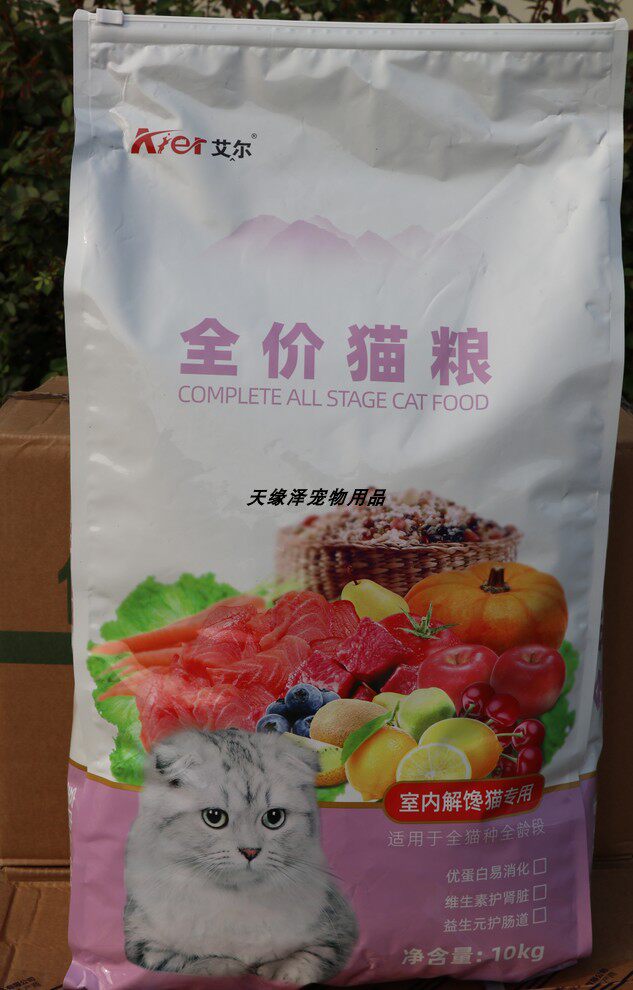 Kier 艾尔®
全价猫粮
COMPLETE ALL STAGE CAT FOOD
天缘泽宠物用品
室内解馋猫专用
适用于全猫种全龄段
优蛋白易消化□
维生素护肾脏□
益生元护肠道□
净含量：10kg